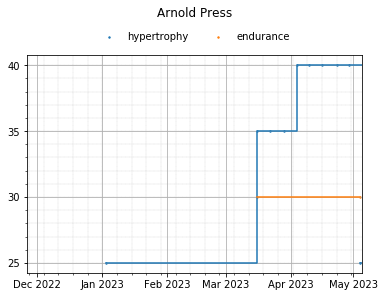 Arnold Press
hypertrophy endurance
40
35
30
25
Dec 2022 Jan 2023 Feb 2023 Mar 2023 Apr 2023 May 2023